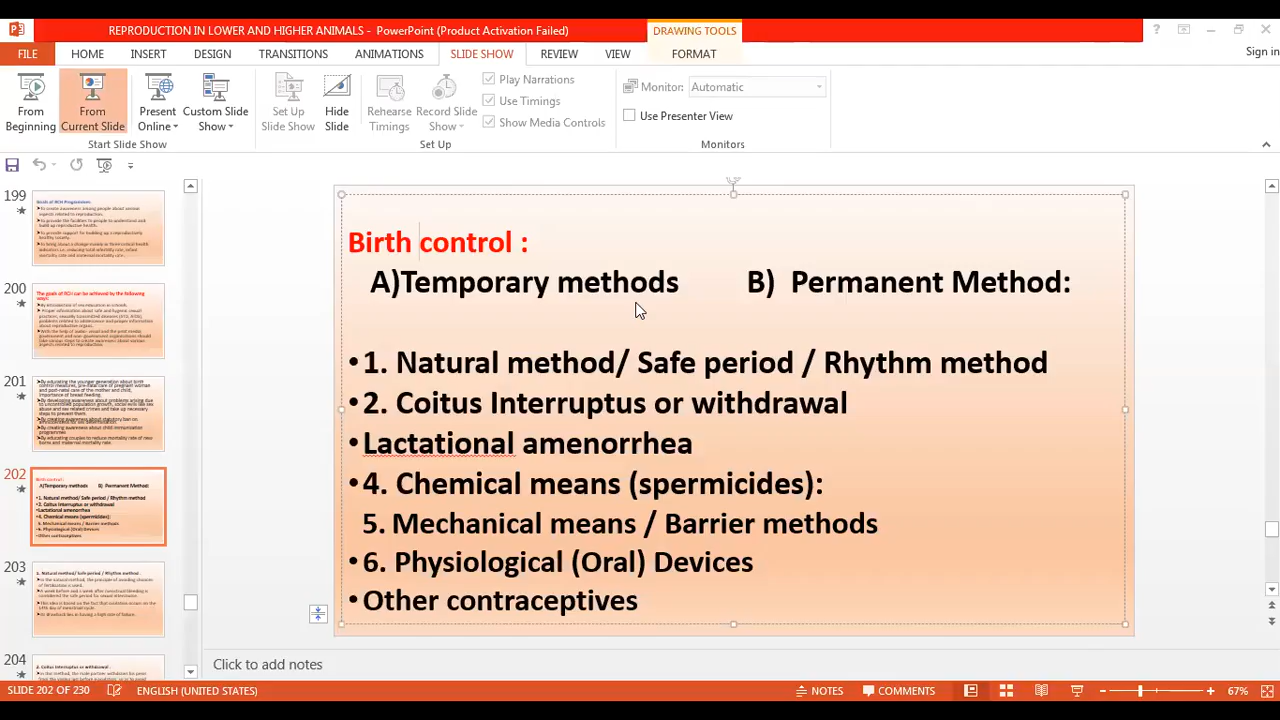 REPRODUCTION IN LOWER AND HIGHER ANIMALS - PowerPoint (Product Activation Failed)
DRAWING TOOLS
?
FILE HOME INSERT DESIGN TRANSITIONS ANIMATIONS SLIDE SHOW REVIEW VIEW FORMAT
Sign in
From Beginning
From Current Slide
Present Online
Custom Slide Show
Set Up Slide Show
Hide Slide
Rehearse Timings
Record Slide Show
Play Narrations
Use Timings
Show Media Controls
Monitor: Automatic
Use Presenter View
Start Slide Show
Set Up
Monitors
199
200
201
202
203
204
Birth control :
A)Temporary methods B) Permanent Method:
•1. Natural method/ Safe period / Rhythm method
•2. Coitus Interruptus or withdrawal
•Lactational amenorrhea
•4. Chemical means (spermicides):
5. Mechanical means / Barrier methods
•6. Physiological (Oral) Devices
•Other contraceptives
Click to add notes
SLIDE 202 OF 230 ENGLISH (UNITED STATES) NOTES COMMENTS 67%